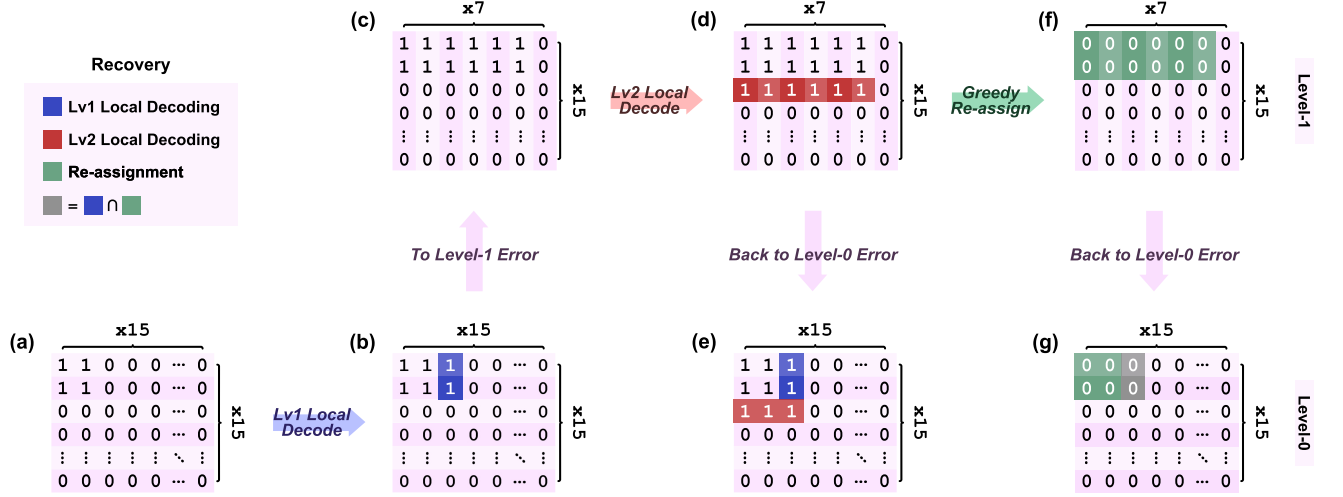 (c)
x7
(d)
x7
(f)
x7
1 1 1 1 1 1 0
1 1 1 1 1 1 0
0 0 0 0 0 0 0
0 0 0 0 0 0 0
⋮ ⋮ ⋮ ⋮ ⋮ ⋮ ⋮
0 0 0 0 0 0 0
x15
Lv2 Local
Decode
1 1 1 1 1 1 0
1 1 1 1 1 1 0
1 1 1 1 1 1 0
0 0 0 0 0 0 0
⋮ ⋮ ⋮ ⋮ ⋮ ⋮ ⋮
0 0 0 0 0 0 0
x15
Greedy
Re-assign
0 0 0 0 0 0 0
0 0 0 0 0 0 0
0 0 0 0 0 0 0
0 0 0 0 0 0 0
⋮ ⋮ ⋮ ⋮ ⋮ ⋮ ⋮
0 0 0 0 0 0 0
x15
Level-1
Recovery
Lv1 Local Decoding
Lv2 Local Decoding
Re-assignment
= ∩
To Level-1 Error
Back to Level-0 Error
Back to Level-0 Error
(a)
x15
1 1 0 0 0 ⋯ 0
1 1 0 0 0 ⋯ 0
0 0 0 0 0 ⋯ 0
0 0 0 0 0 ⋯ 0
⋮ ⋮ ⋮ ⋮ ⋮ ⋱ ⋮
0 0 0 0 0 ⋯ 0
x15
Lv1 Local
Decode
(b)
x15
1 1 1 0 0 ⋯ 0
1 1 1 0 0 ⋯ 0
0 0 0 0 0 ⋯ 0
0 0 0 0 0 ⋯ 0
⋮ ⋮ ⋮ ⋮ ⋮ ⋱ ⋮
0 0 0 0 0 ⋯ 0
x15
(e)
x15
1 1 1 0 0 ⋯ 0
1 1 1 0 0 ⋯ 0
1 1 1 0 0 ⋯ 0
0 0 0 0 0 ⋯ 0
⋮ ⋮ ⋮ ⋮ ⋮ ⋱ ⋮
0 0 0 0 0 ⋯ 0
x15
(g)
x15
0 0 0 0 0 ⋯ 0
0 0 0 0 0 ⋯ 0
0 0 0 0 0 ⋯ 0
0 0 0 0 0 ⋯ 0
⋮ ⋮ ⋮ ⋮ ⋮ ⋱ ⋮
0 0 0 0 0 ⋯ 0
x15
Level-0